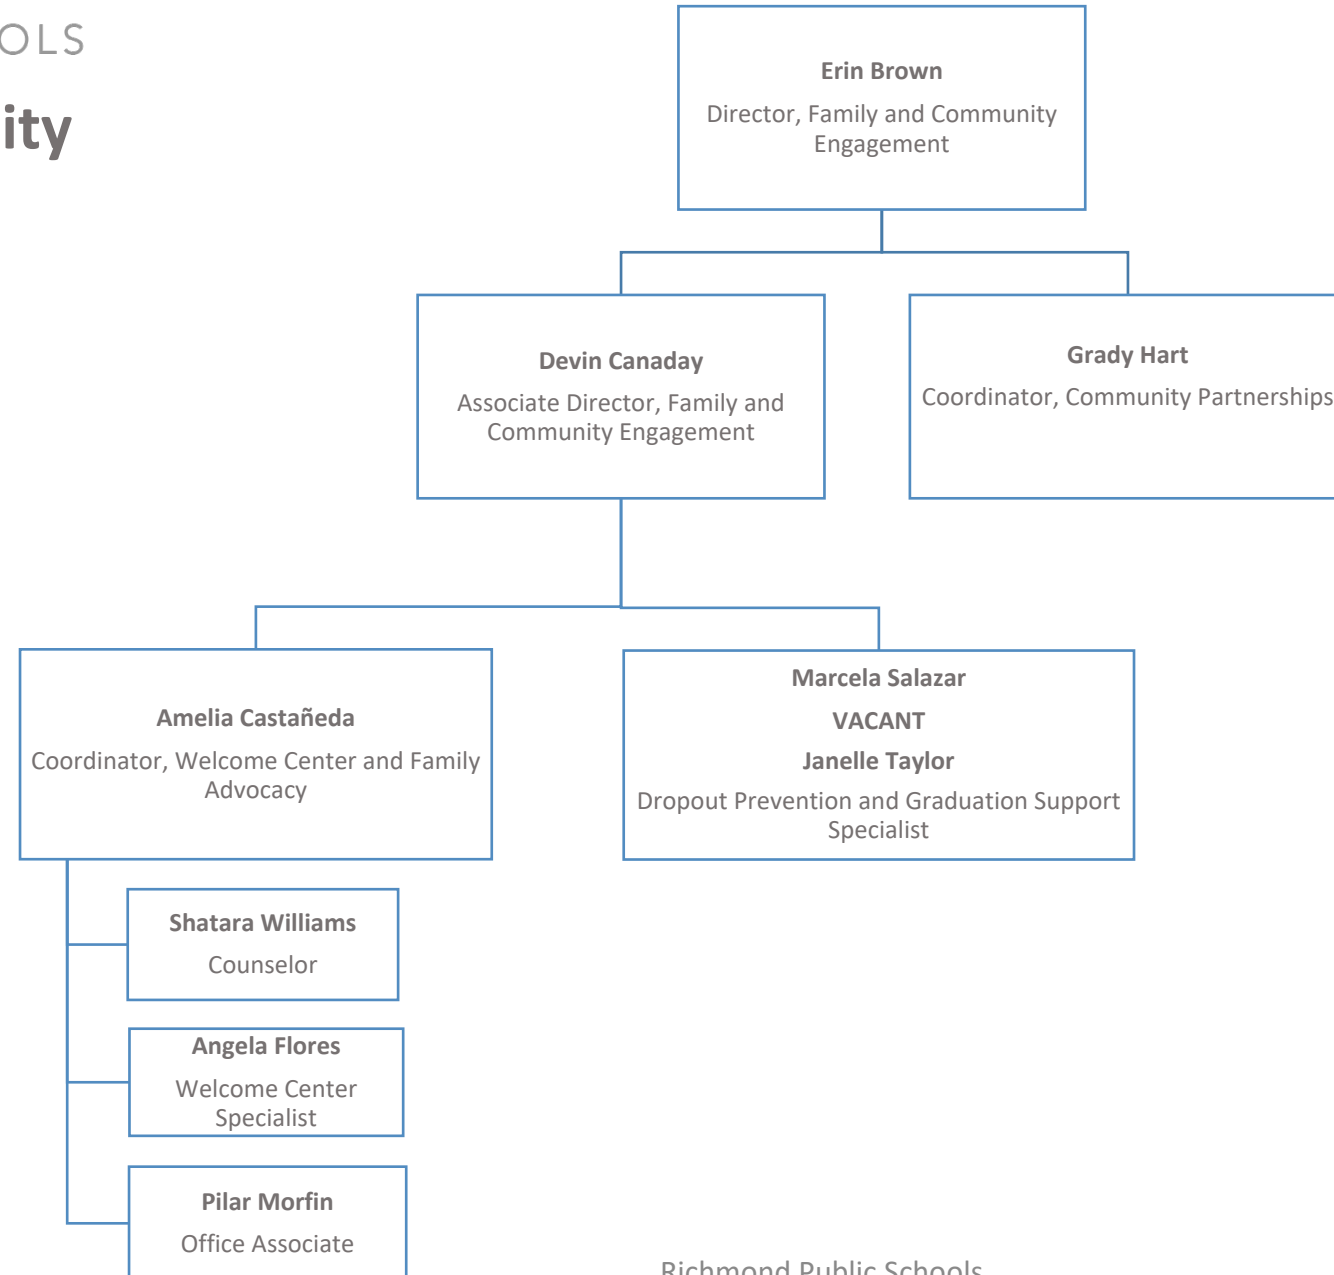 OLS
ity
Erin Brown
Director, Family and Community
Engagement
Devin Canaday
Associate Director, Family and
Community Engagement
Grady Hart
Coordinator, Community Partnerships
Amelia Castañeda
Coordinator, Welcome Center and Family
Advocacy
Marcela Salazar
VACANT
Janelle Taylor
Dropout Prevention and Graduation Support
Specialist
Shatara Williams
Counselor
Angela Flores
Welcome Center
Specialist
Pilar Morfin
Office Associate
Richmond Public Schools